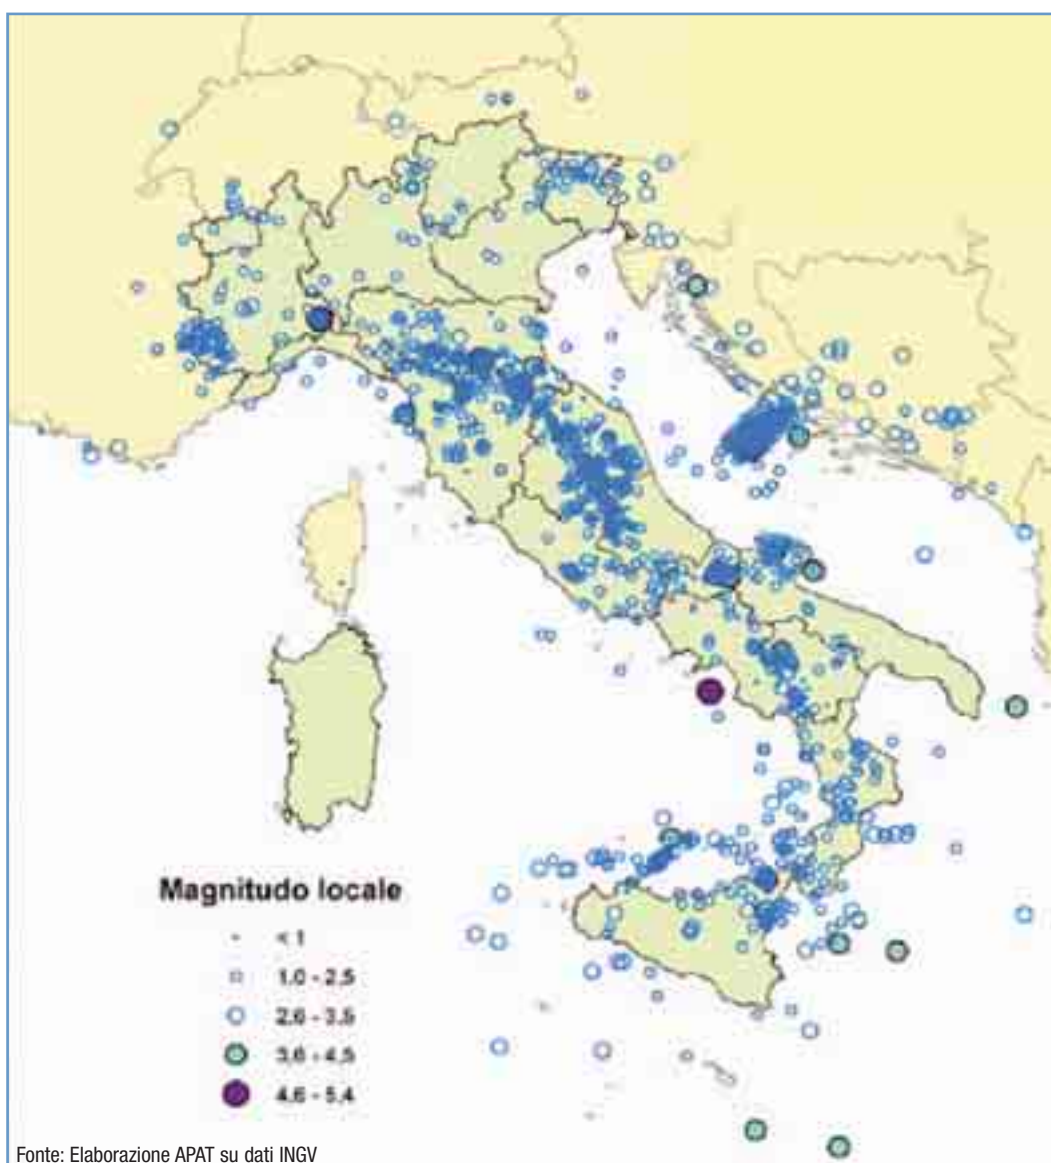 Magnitudo locale
< 1
1.0 - 2.5
2.6 - 3.5
3.6 - 4.5
4.6 - 5.4
Fonte: Elaborazione APAT su dati INGV